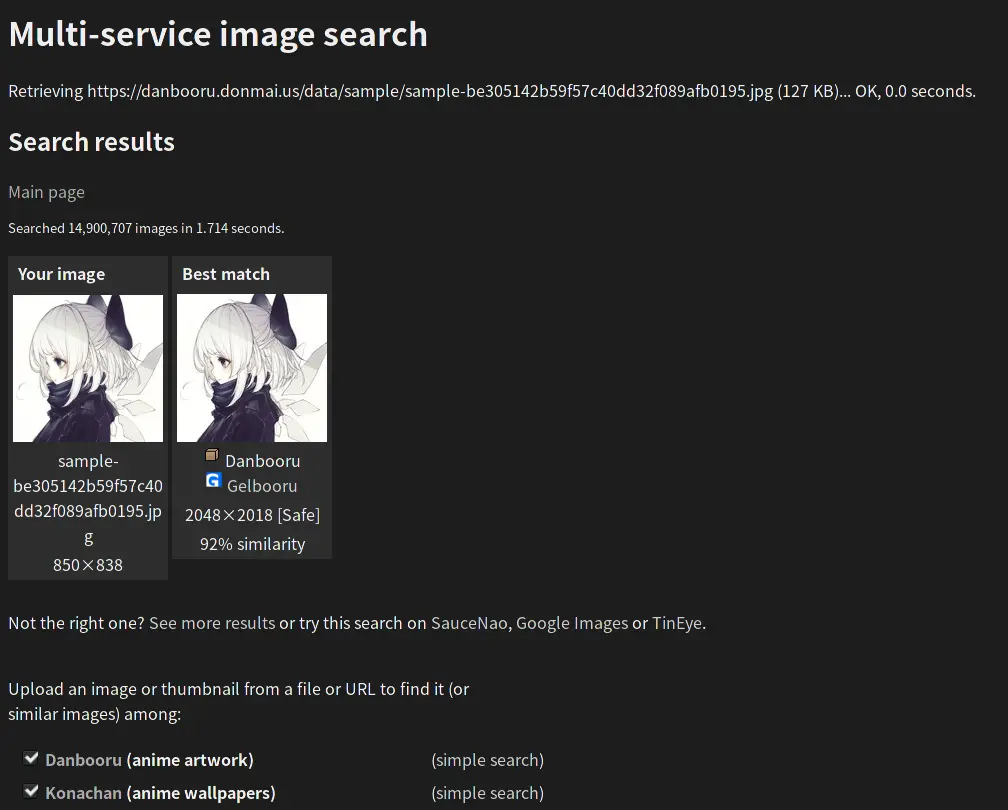 Multi-service image search
Retrieving https://danbooru.donmai.us/data/sample/sample-be305142b59f57c40dd32f089afb0195.jpg (127 KB)... OK, 0.0 seconds.
Search results
Main page
Searched 14,900,707 images in 1.714 seconds.
Your image
sample-
be305142b59f57c40
dd32f089afb0195.jp
g
850×838
Best match
Danbooru
G Gelbooru
2048×2018 [Safe]
92% similarity
Not the right one? See more results or try this search on SauceNao, Google Images or TinEye.
Upload an image or thumbnail from a file or URL to find it (or
similar images) among:
Danbooru (anime artwork) (simple search)
Konachan (anime wallpapers) (simple search)